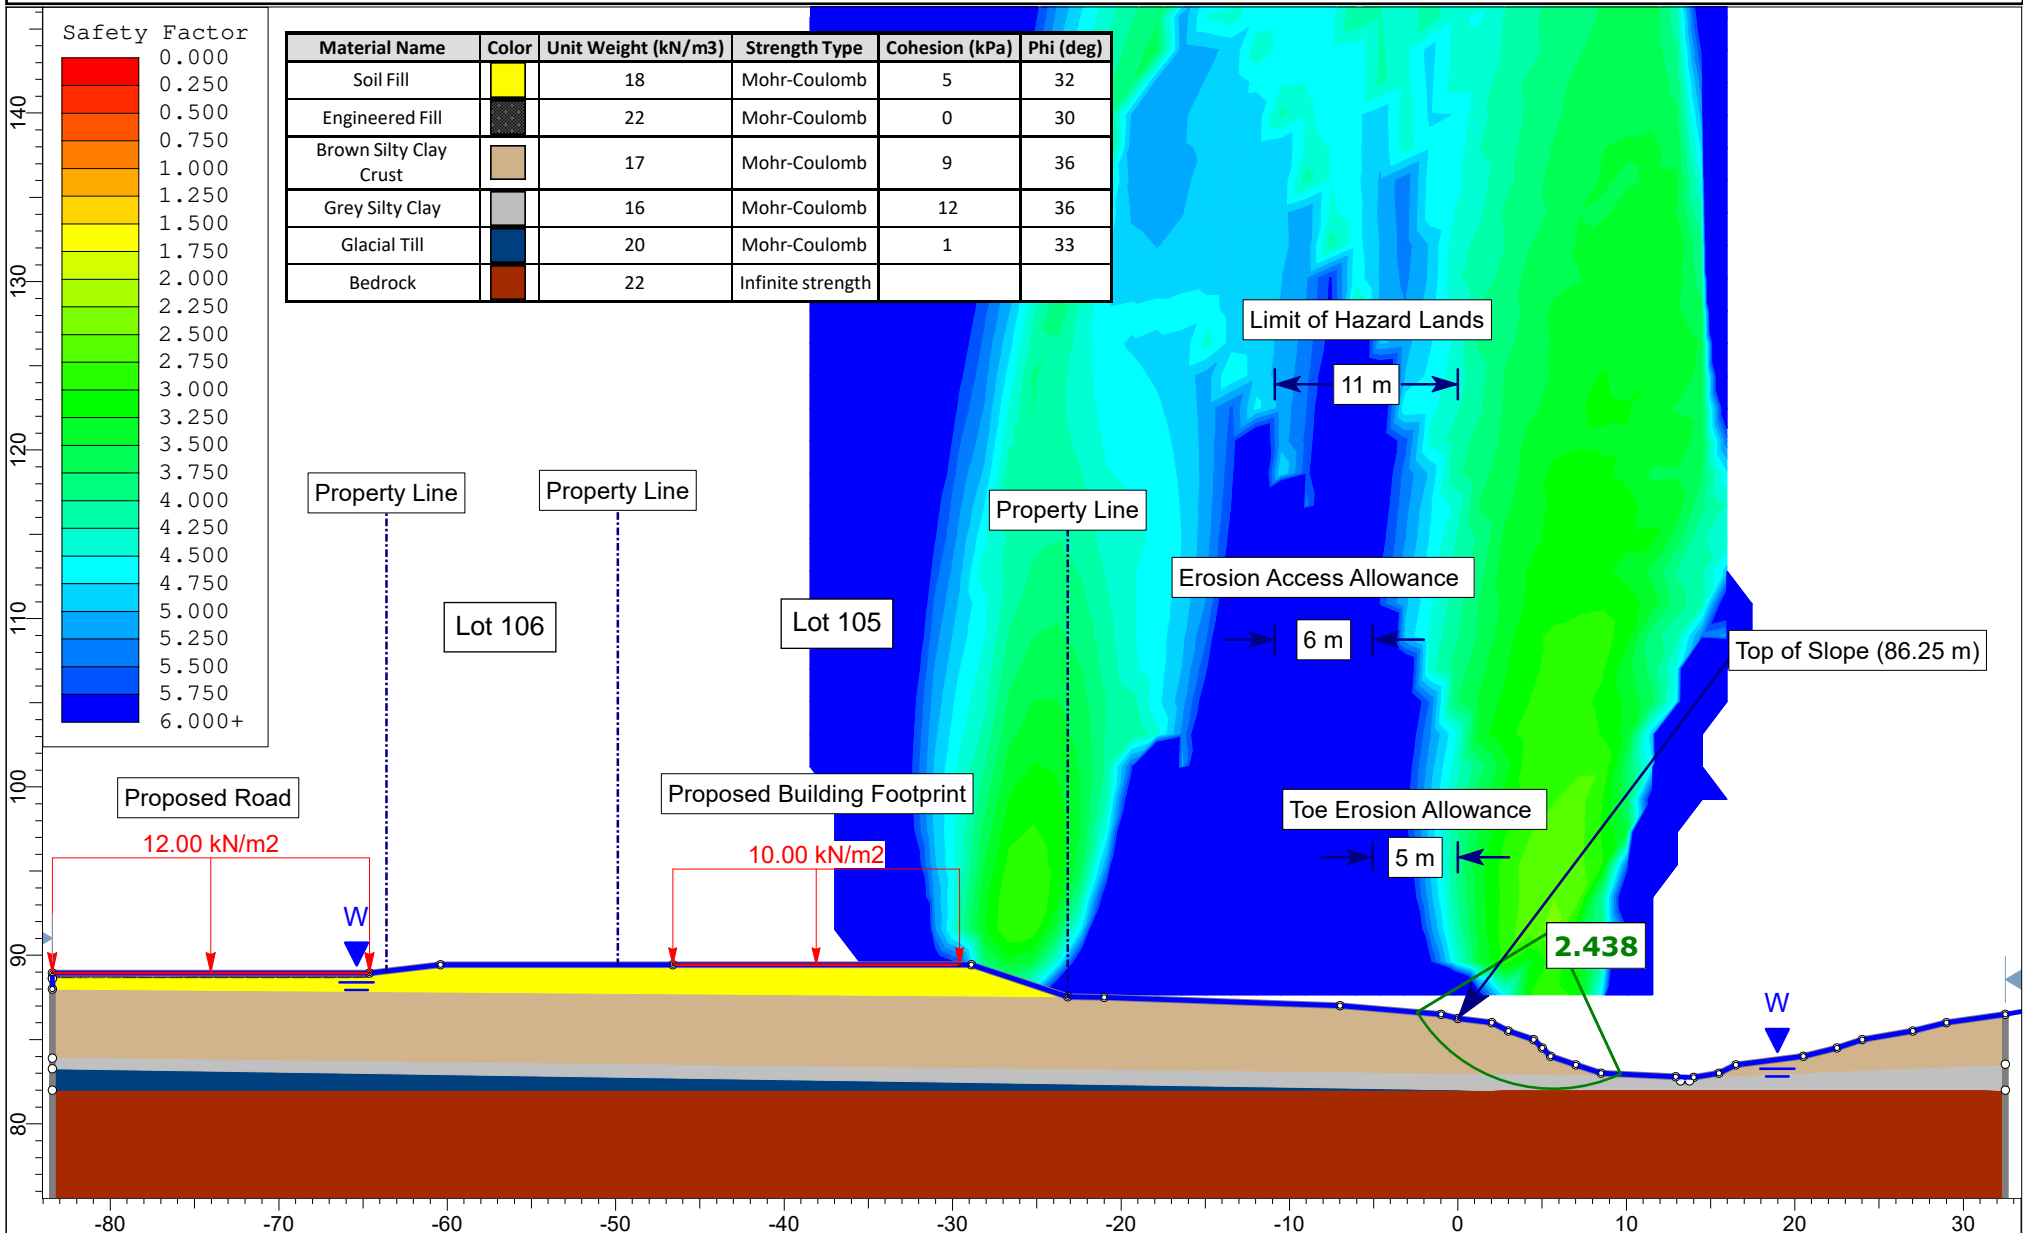 Safety Factor
0.000
0.250
0.500
0.750
1.000
1.250
1.500
1.750
2.000
2.250
2.500
2.750
3.000
3.250
3.500
3.750
4.000
4.250
4.500
4.750
5.000
5.250
5.500
5.750
6.000+
Material Name Color Unit Weight (kN/m3) Strength Type Cohesion (kPa) Phi (deg)
Soil Fill 18 Mohr-Coulomb 5 32
Engineered Fill 22 Mohr-Coulomb 0 30
Brown Silty Clay
Crust 17 Mohr-Coulomb 9 36
Grey Silty Clay 16 Mohr-Coulomb 12 36
Glacial Till 20 Mohr-Coulomb 1 33
Bedrock 22 Infinite strength
Limit of Hazard Lands
11 m
Property Line
Property Line
Property Line
Erosion Access Allowance
6 m
Lot 106
Lot 105
Top of Slope (86.25 m)
Proposed Road
12.00 kN/m2
Proposed Building Footprint
10.00 kN/m2
Toe Erosion Allowance
5 m
W
2.438
W
140
130
120
110
100
90
80
-80 -70 -60 -50 -40 -30 -20 -10 0 10 20 30